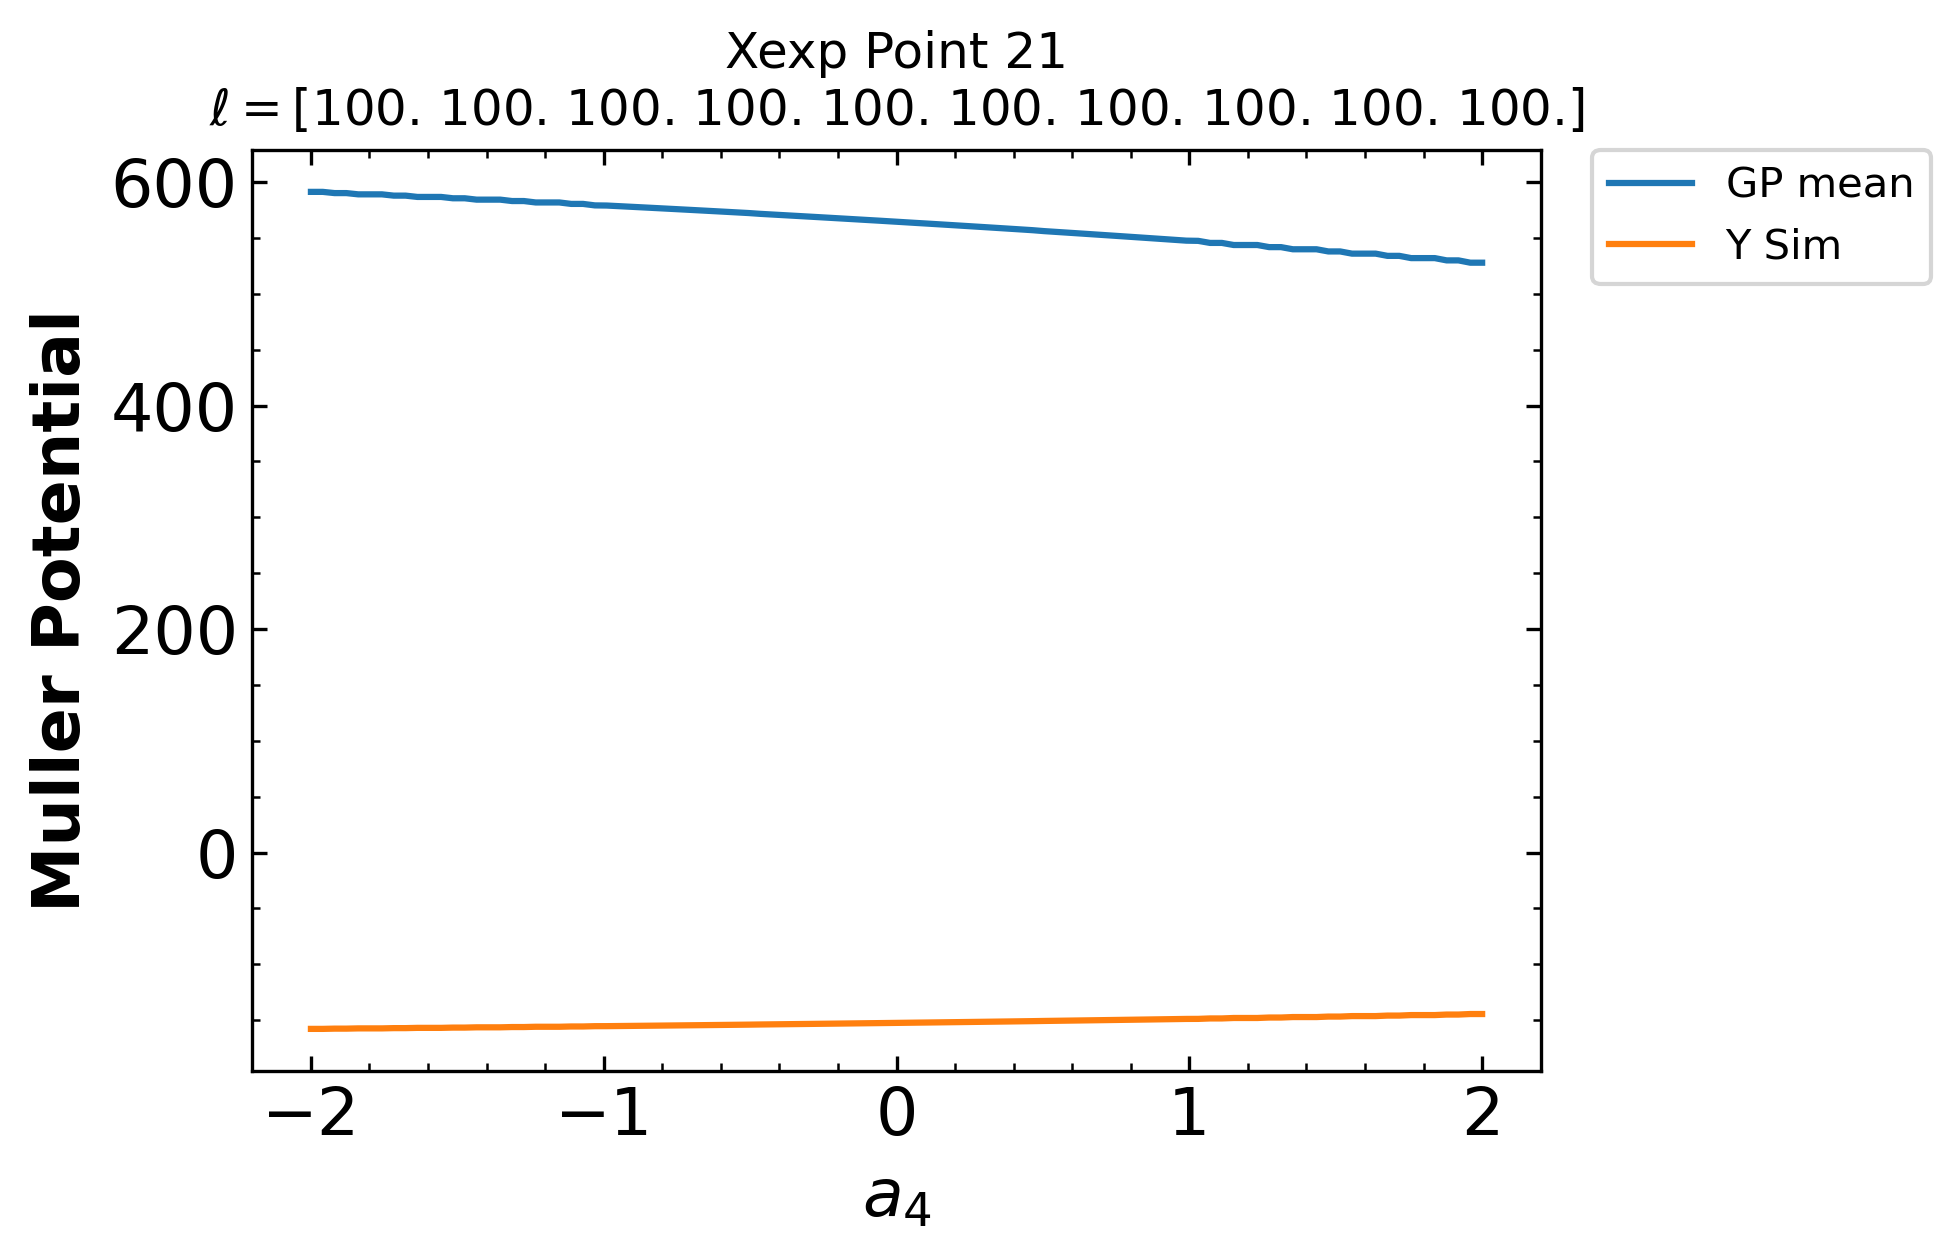 Xexp Point 21
ℓ = [100. 100. 100. 100. 100. 100. 100. 100. 100. 100.]
600
400
200
0
Muller Potential
−2 −1 0 1 2
a₄
GP mean
Y Sim